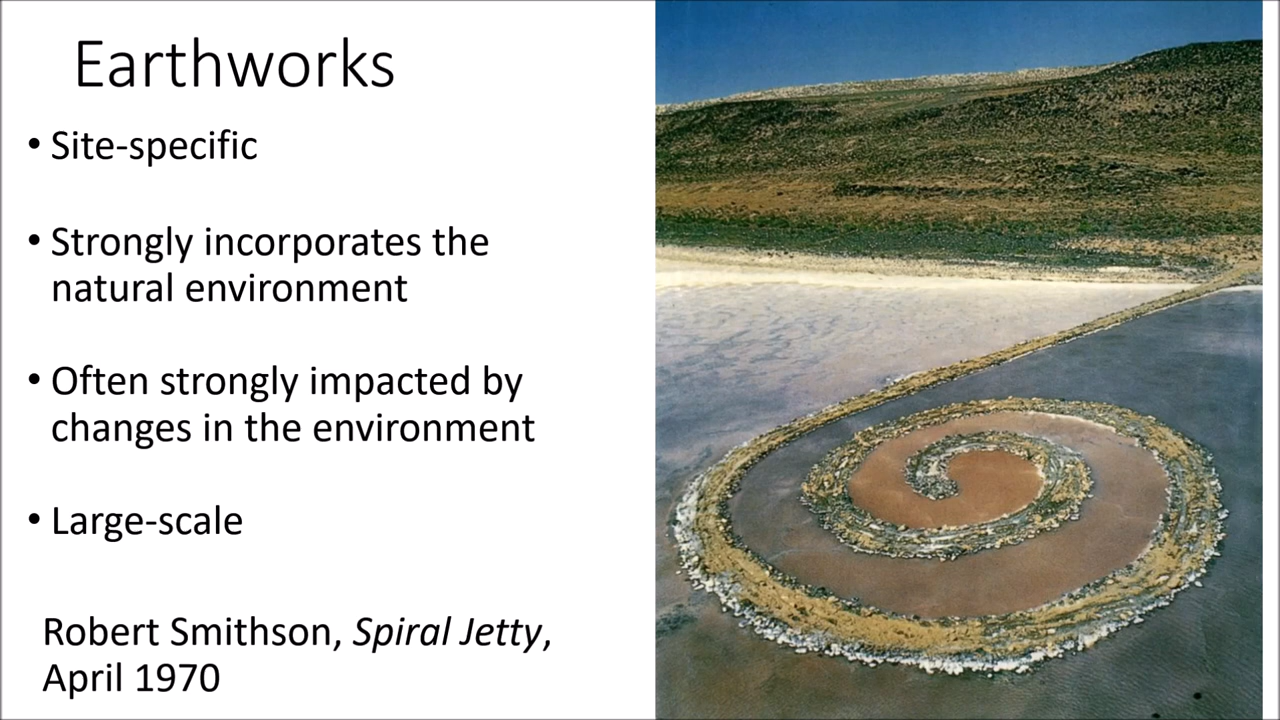 Earthworks
• Site-specific
• Strongly incorporates the
natural environment
• Often strongly impacted by
changes in the environment
• Large-scale
Robert Smithson, Spiral Jetty,
April 1970